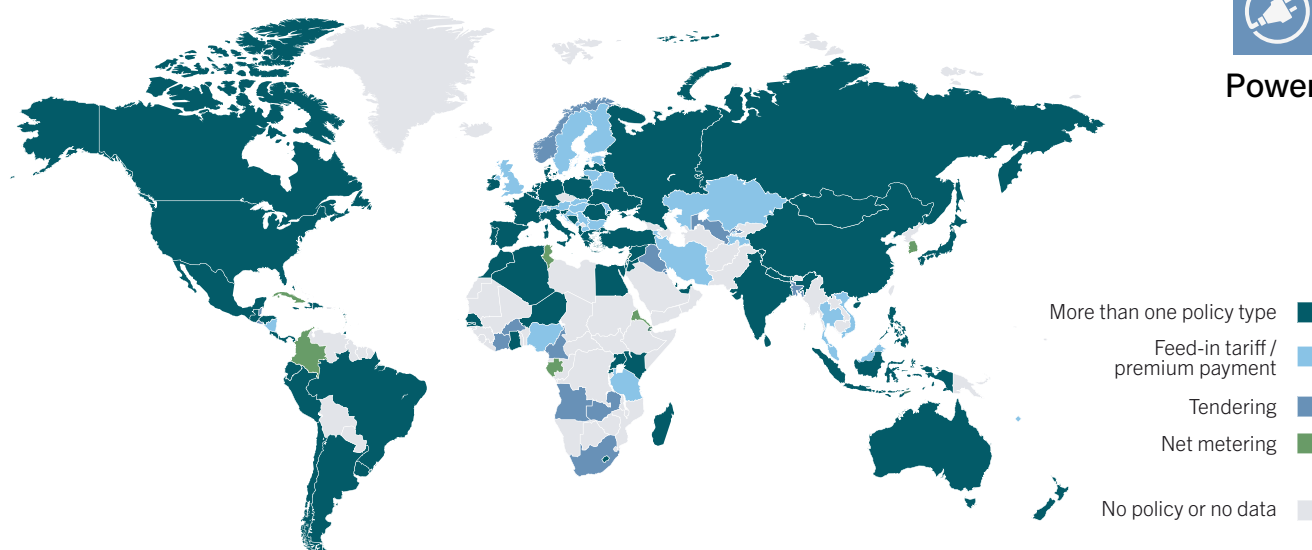 Power
More than one policy type
Feed-in tariff /
premium payment
Tendering
Net metering
No policy or no data